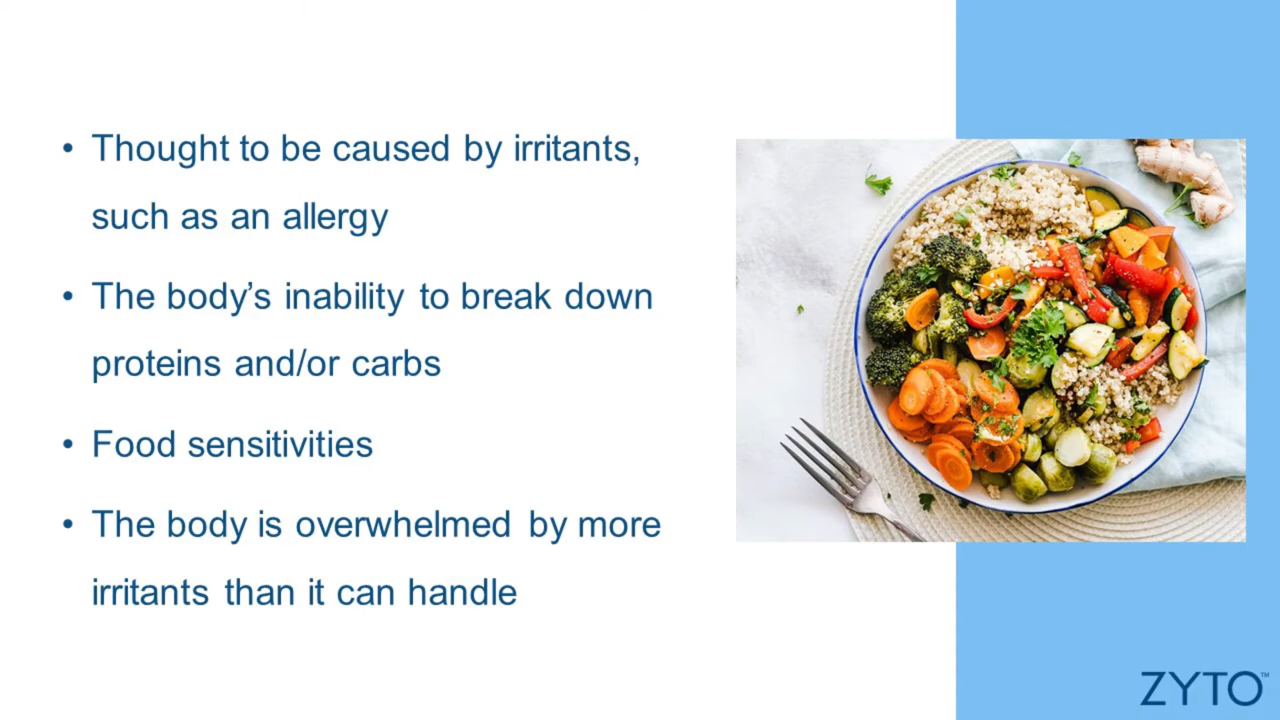 • Thought to be caused by irritants,
such as an allergy
• The body’s inability to break down
proteins and/or carbs
• Food sensitivities
• The body is overwhelmed by more
irritants than it can handle
ZYTO™